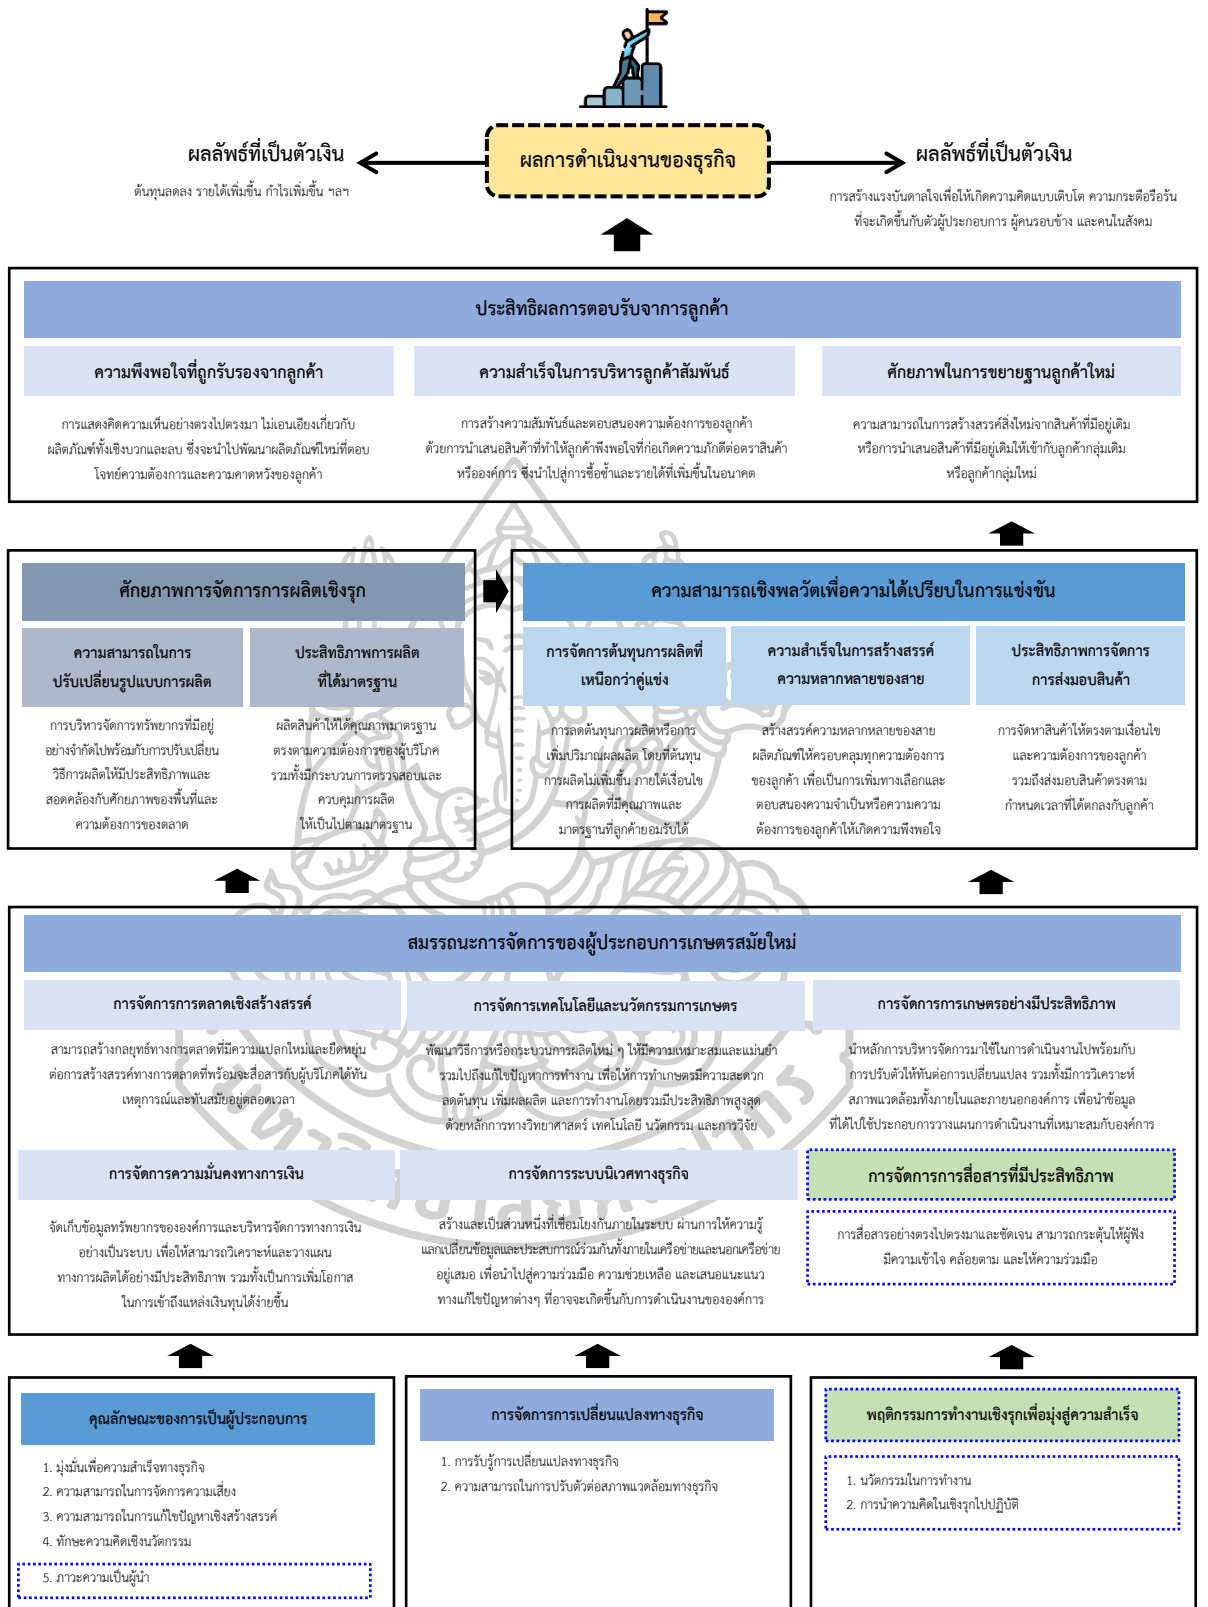 ผลการดำเนินงานของธุรกิจ
ผลลัพธ์ที่เป็นตัวเงิน
ต้นทุนลดลง รายได้เพิ่มขึ้น กำไรเพิ่มขึ้น ฯลฯ
ผลลัพธ์ที่เป็นตัวเงิน
การสร้างแรงบันดาลใจเพื่อให้เกิดความคิดแบบเติบโต ความกระตือรือร้น
ที่จะเกิดขึ้นกับตัวผู้ประกอบการ ผู้คนรอบข้าง และคนในสังคม
ประสิทธิผลการตอบรับจาการลูกค้า
ความพึงพอใจที่ถูกรับรองจากลูกค้า
การแสดงคิดความเห็นอย่างตรงไปตรงมา ไม่เอนเอียงเกี่ยวกับ
ผลิตภัณฑ์ทั้งเชิงบวกและลบ ซึ่งจะนำไปพัฒนาผลิตภัณฑ์ใหม่ที่ตอบ
โจทย์ความต้องการและความคาดหวังของลูกค้า
ความสำเร็จในการบริหารลูกค้าสัมพันธ์
การสร้างความสัมพันธ์และตอบสนองความต้องการของลูกค้า
ด้วยการนำเสนอสินค้าที่ทำให้ลูกค้าพึงพอใจที่ก่อเกิดความภักดีต่อตราสินค้า
หรือองค์การ ซึ่งนำไปสู่การซื้อซ้ำและรายได้ที่เพิ่มขึ้นในอนาคต
ศักยภาพในการขยายฐานลูกค้าใหม่
ความสามารถในการสร้างสรรค์สิ่งใหม่จากสินค้าที่มีอยู่เดิม
หรือการนำเสนอสินค้าที่มีอยู่เดิมให้เข้ากับลูกค้ากลุ่มเดิม
หรือลูกค้ากลุ่มใหม่
ศักยภาพการจัดการการผลิตเชิงรุก
ความสามารถในการ
ปรับเปลี่ยนรูปแบบการผลิต
การบริหารจัดการทรัพยากรที่มีอยู่
อย่างจำกัดไปพร้อมกับการปรับเปลี่ยน
วิธีการผลิตให้มีประสิทธิภาพและ
สอดคล้องกับศักยภาพของพื้นที่และ
ความต้องการของตลาด
ประสิทธิภาพการผลิต
ที่ได้มาตรฐาน
ผลิตสินค้าให้ได้คุณภาพมาตรฐาน
ตรงตามความต้องการของผู้บริโภค
รวมทั้งมีกระบวนการตรวจสอบและ
ควบคุมการผลิต
ให้เป็นไปตามมาตรฐาน
ความสามารถเชิงพลวัตเพื่อความได้เปรียบในการแข่งขัน
การจัดการต้นทุนการผลิตที่
เหนือกว่าคู่แข่ง
การลดต้นทุนการผลิตหรือการ
เพิ่มปริมาณผลผลิต โดยที่ต้นทุน
การผลิตไม่เพิ่มขึ้น ภายใต้เงื่อนไข
การผลิตที่มีคุณภาพและ
มาตรฐานที่ลูกค้ายอมรับได้
ความสำเร็จในการสร้างสรรค์
ความหลากหลายของสาย
สร้างสรรค์ความหลากหลายของสาย
ผลิตภัณฑ์ให้ครอบคลุมทุกความต้องการ
ของลูกค้า เพื่อเป็นการเพิ่มทางเลือกและ
ตอบสนองความจำเป็นหรือความความ
ต้องการของลูกค้าให้เกิดความพึงพอใจ
ประสิทธิภาพการจัดการ
การส่งมอบสินค้า
การจัดหาสินค้าให้ตรงตามเงื่อนไข
และความต้องการของลูกค้า
รวมถึงส่งมอบสินค้าตรงตาม
กำหนดเวลาที่ได้ตกลงกับลูกค้า
สมรรถนะการจัดการของผู้ประกอบการเกษตรสมัยใหม่
การจัดการการตลาดเชิงสร้างสรรค์
สามารถสร้างกลยุทธ์ทางการตลาดที่มีความแปลกใหม่และยืดหยุ่น
ต่อการสร้างสรรค์ทางการตลาดที่พร้อมจะสื่อสารกับผู้บริโภคได้ทัน
เหตุการณ์และทันสมัยอยู่ตลอดเวลา
การจัดการเทคโนโลยีและนวัตกรรมการเกษตร
พัฒนาวิธีการหรือกระบวนการผลิตใหม่ ๆ ให้มีความเหมาะสมและแม่นยำ
รวมไปถึงแก้ไขปัญหาการทำงาน เพื่อให้การทำเกษตรมีความสะดวก
ลดต้นทุน เพิ่มผลผลิต และการทำงานโดยรวมมีประสิทธิภาพสูงสุด
ด้วยหลักการทางวิทยาศาสตร์ เทคโนโลยี นวัตกรรม และการวิจัย
การจัดการการเกษตรอย่างมีประสิทธิภาพ
นำหลักการบริหารจัดการมาใช้ในการดำเนินงานไปพร้อมกับ
การปรับตัวให้ทันต่อการเปลี่ยนแปลง รวมทั้งมีการวิเคราะห์
สภาพแวดล้อมทั้งภายในและภายนอกองค์การ เพื่อนำข้อมูล
ที่ได้ไปใช้ประกอบการวางแผนการดำเนินงานที่เหมาะสมกับองค์การ
การจัดการความมั่นคงทางการเงิน
จัดเก็บข้อมูลทรัพยากรขององค์การและบริหารจัดการทางการเงิน
อย่างเป็นระบบ เพื่อให้สามารถวิเคราะห์และวางแผน
ทางการผลิตได้อย่างมีประสิทธิภาพ รวมทั้งเป็นการเพิ่มโอกาส
ในการเข้าถึงแหล่งเงินทุนได้ง่ายขึ้น
การจัดการระบบนิเวศทางธุรกิจ
สร้างและเป็นส่วนหนึ่งที่เชื่อมโยงกันภายในระบบ ผ่านการให้ความรู้
แลกเปลี่ยนข้อมูลและประสบการณ์ร่วมกันทั้งภายในเครือข่ายและนอกเครือข่าย
อยู่เสมอ เพื่อนำไปสู่ความร่วมมือ ความช่วยเหลือ และเสนอแนะแนว
ทางแก้ไขปัญหาต่างๆ ที่อาจจะเกิดขึ้นกับการดำเนินงานขององค์การ
การจัดการการสื่อสารที่มีประสิทธิภาพ
การสื่อสารอย่างตรงไปตรงมาและชัดเจน สามารถกระตุ้นให้ผู้ฟัง
มีความเข้าใจ คล้อยตาม และให้ความร่วมมือ
คุณลักษณะของการเป็นผู้ประกอบการ
1. มุ่งมั่นเพื่อความสำเร็จทางธุรกิจ
2. ความสามารถในการจัดการความเสี่ยง
3. ความสามารถในการแก้ไขปัญหาเชิงสร้างสรรค์
4. ทักษะความคิดเชิงนวัตกรรม
5. ภาวะความเป็นผู้นำ
การจัดการการเปลี่ยนแปลงทางธุรกิจ
1. การรับรู้การเปลี่ยนแปลงทางธุรกิจ
2. ความสามารถในการปรับตัวต่อสภาพแวดล้อมทางธุรกิจ
พฤติกรรมการทำงานเชิงรุกเพื่อมุ่งสู่ความสำเร็จ
1. นวัตกรรมในการทำงาน
2. การนำความคิดในเชิงรุกไปปฏิบัติ